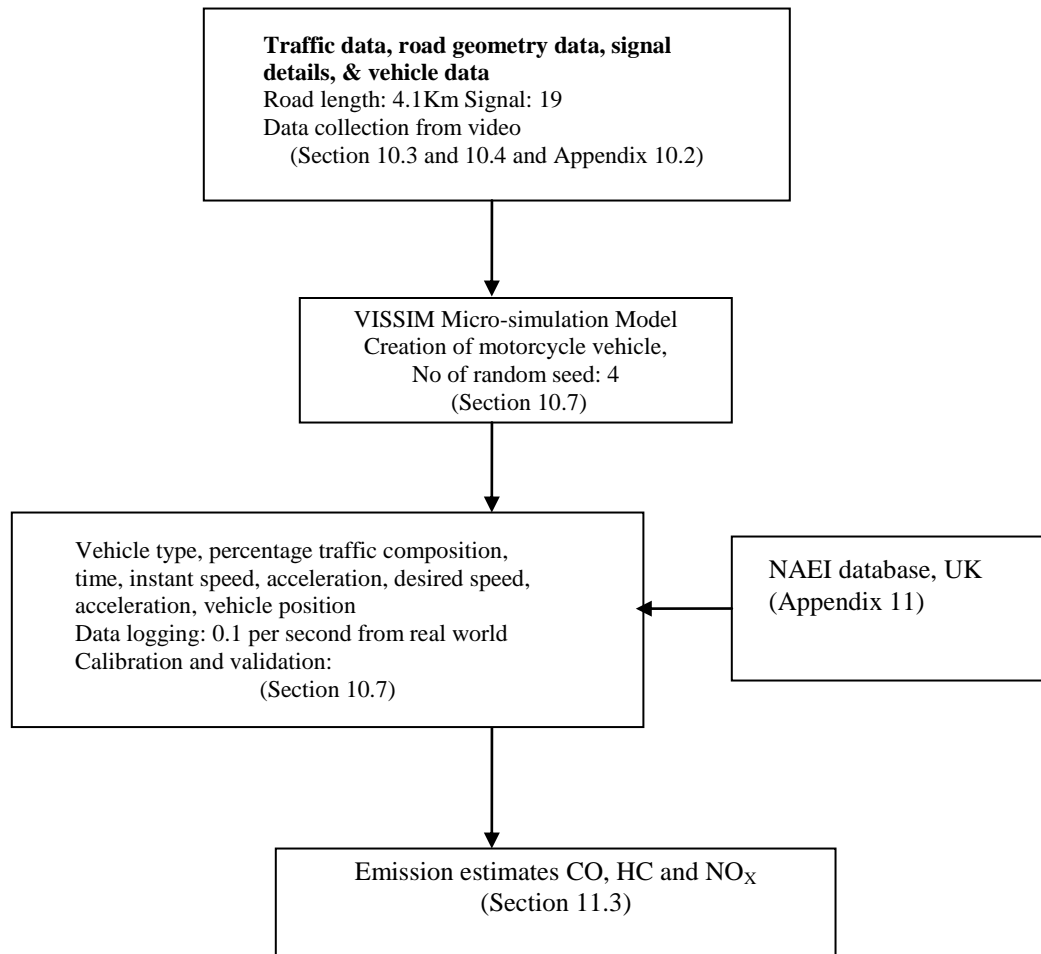 Traffic data, road geometry data, signal
details, & vehicle data
Road length: 4.1Km Signal: 19
Data collection from video
(Section 10.3 and 10.4 and Appendix 10.2)
VISSIM Micro-simulation Model
Creation of motorcycle vehicle,
No of random seed: 4
(Section 10.7)
Vehicle type, percentage traffic composition,
time, instant speed, acceleration, desired speed,
acceleration, vehicle position
Data logging: 0.1 per second from real world
Calibration and validation:
(Section 10.7)
NAEI database, UK
(Appendix 11)
Emission estimates CO, HC and NOX
(Section 11.3)